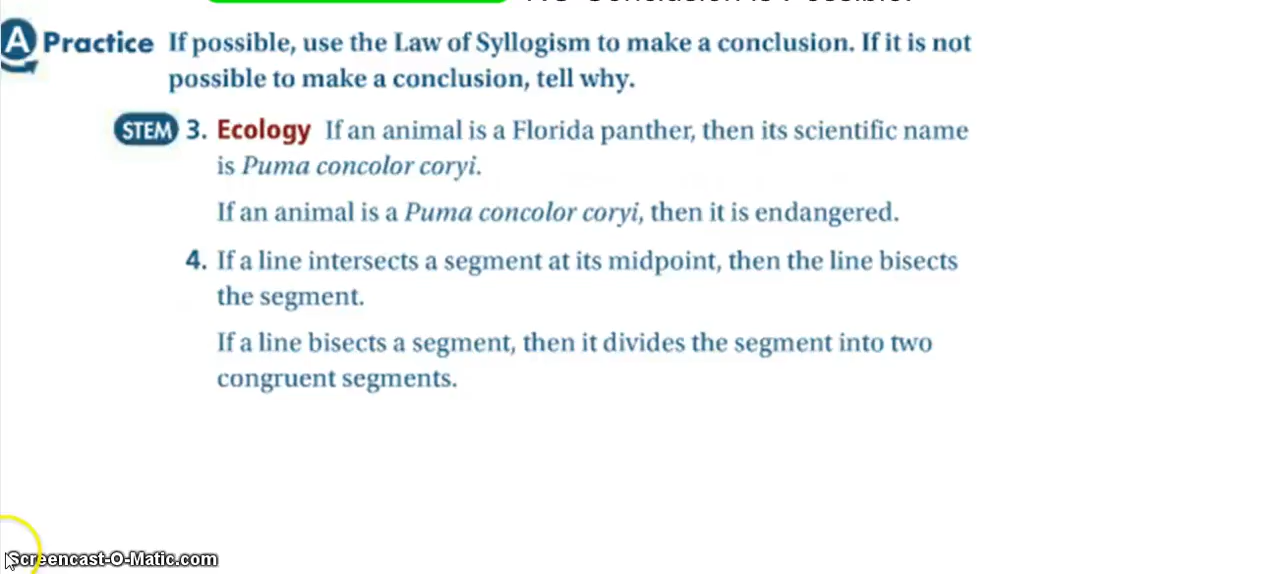 No Conclusion is Possible.
A Practice If possible, use the Law of Syllogism to make a conclusion. If it is not
possible to make a conclusion, tell why.
STEM 3. Ecology If an animal is a Florida panther, then its scientific name
is Puma concolor coryi.
If an animal is a Puma concolor coryi, then it is endangered.
4. If a line intersects a segment at its midpoint, then the line bisects
the segment.
If a line bisects a segment, then it divides the segment into two
congruent segments.
Screencast-O-Matic.com